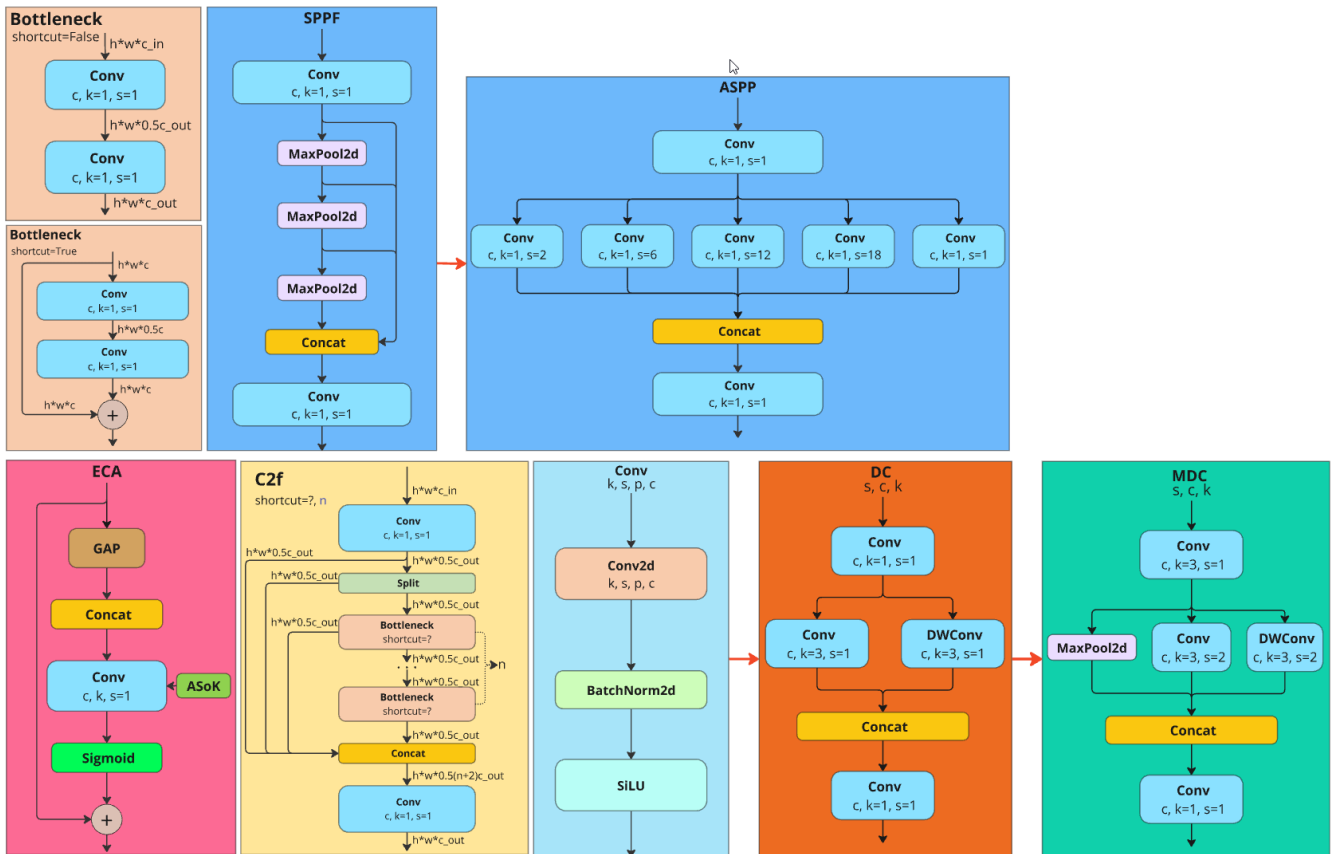 Bottleneck
shortcut=False
h*w*c_in
Conv
c, k=1, s=1
h*w*0.5c_out
Conv
c, k=1, s=1
h*w*c_out
Bottleneck
shortcut=True
h*w*c
Conv
c, k=1, s=1
h*w*0.5c
Conv
c, k=1, s=1
h*w*c
h*w*c
+
SPPF
Conv
c, k=1, s=1
MaxPool2d
MaxPool2d
MaxPool2d
Concat
Conv
c, k=1, s=1
ASPP
Conv
c, k=1, s=1
Conv
c, k=1, s=2
Conv
c, k=1, s=6
Conv
c, k=1, s=12
Conv
c, k=1, s=18
Conv
c, k=1, s=1
Concat
Conv
c, k=1, s=1
ECA
GAP
Concat
Conv
c, k, s=1
ASoK
Sigmoid
+
C2f
shortcut=?, n
h*w*c_in
Conv
c, k=1, s=1
h*w*0.5c_out
h*w*0.5c_out
h*w*0.5c_out
Split
h*w*0.5c_out
h*w*0.5c_out
Bottleneck
shortcut=?
h*w*0.5c_out
...
n
h*w*0.5c_out
Bottleneck
shortcut=?
h*w*0.5c_out
Concat
h*w*0.5(n+2)c_out
Conv
c, k=1, s=1
h*w*c_out
Conv
k, s, p, c
Conv2d
k, s, p, c
BatchNorm2d
SiLU
DC
s, c, k
Conv
c, k=1, s=1
Conv
c, k=3, s=1
DWConv
c, k=3, s=1
Concat
Conv
c, k=1, s=1
MDC
s, c, k
Conv
c, k=3, s=1
MaxPool2d
Conv
c, k=3, s=2
DWConv
c, k=3, s=2
Concat
Conv
c, k=1, s=1